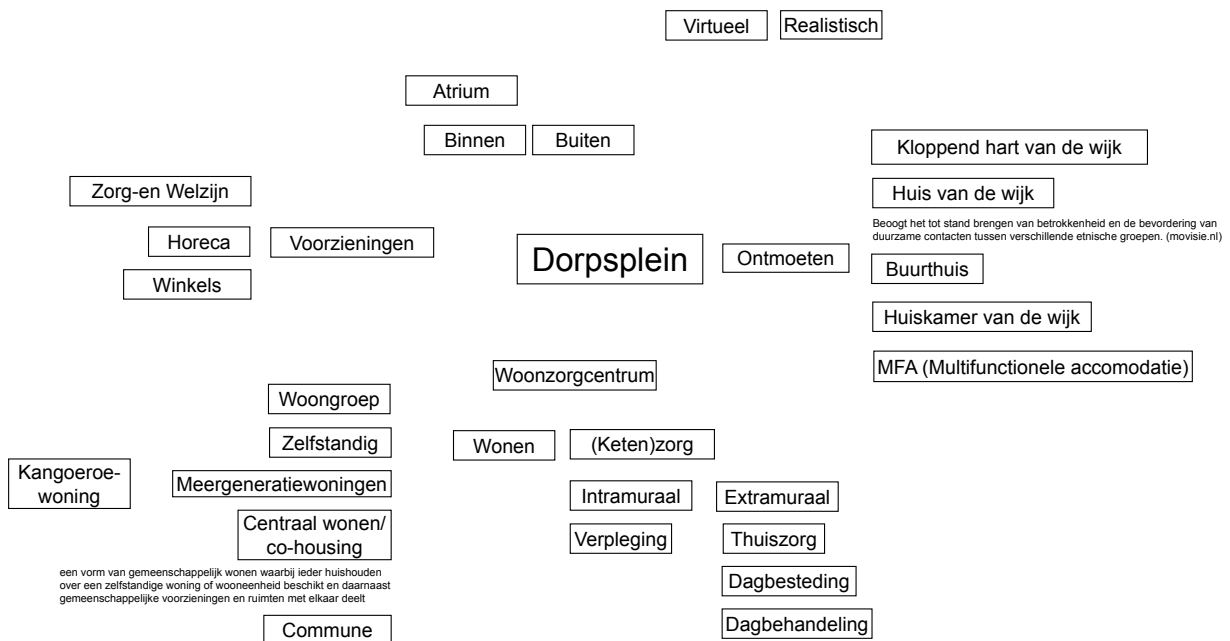 Virtueel
Realistisch
Atrium
Binnen
Buiten
Kloppend hart van de wijk
Zorg-en Welzijn
Huis van de wijk
Beoogt het tot stand brengen van betrokkenheid en de bevordering van
duurzame contacten tussen verschillende etnische groepen. (movisie.nl)
Horeca
Voorzieningen
Dorpsplein
Ontmoeten
Buurthuis
Winkels
Huiskamer van de wijk
MFA (Multifunctionele accomodatie)
Woonzorgcentrum
Woongroep
Zelfstandig
Wonen
(Keten)zorg
Kangoeroe-
woning
Meergeneratiewoningen
Intramuraal
Extramuraal
Centraal wonen/
co-housing
Verpleging
Thuiszorg
een vorm van gemeenschappelijk wonen waarbij ieder huishouden
over een zelfstandige woning of wooneenheid beschikt en daarnaast
gemeenschappelijke voorzieningen en ruimten met elkaar deelt
Dagbesteding
Commune
Dagbehandeling